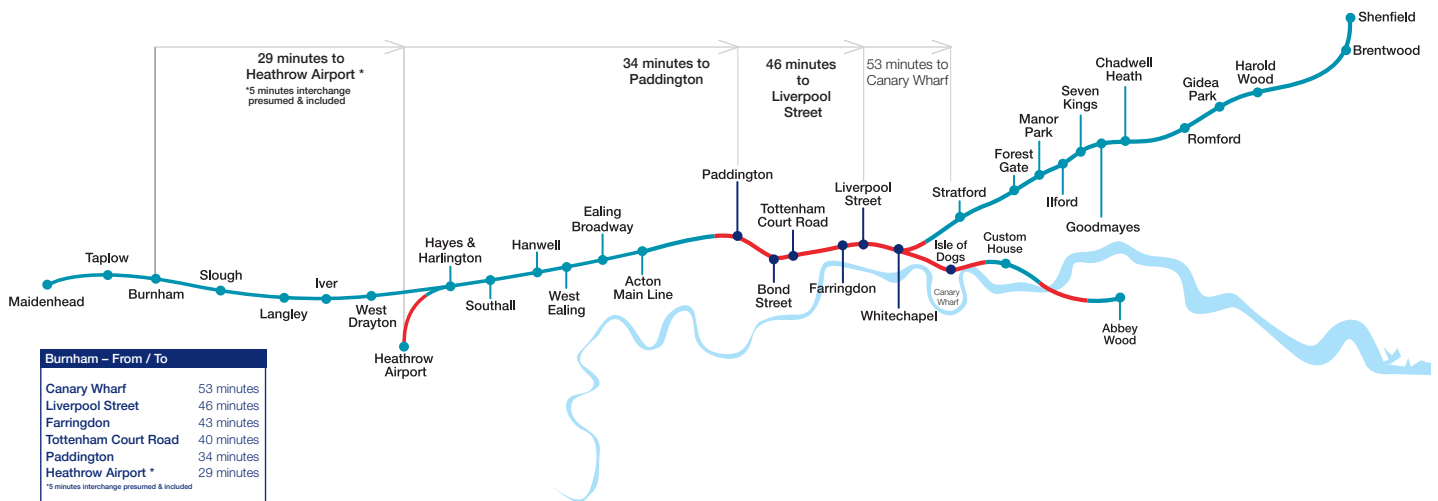 29 minutes to
Heathrow Airport *
*5 minutes interchange
presumed & included
34 minutes to
Paddington
46 minutes
to
Liverpool
Street
53 minutes to
Canary Wharf
Shenfield
Brentwood
Harold
Wood
Gidea
Park
Romford
Chadwell
Heath
Seven
Kings
Manor
Park
Forest
Gate
Ilford
Goodmayes
Stratford
Liverpool
Street
Paddington
Tottenham
Court Road
Isle of
Dogs
Custom
House
Canary
Wharf
Abbey
Wood
Whitechapel
Farringdon
Bond
Street
Ealing
Broadway
Acton
Main Line
Hanwell
West
Ealing
Hayes &
Harlington
Southall
Heathrow
Airport
West
Drayton
Iver
Langley
Slough
Burnham
Taplow
Maidenhead
Burnham – From / To
Canary Wharf 53 minutes
Liverpool Street 46 minutes
Farringdon 43 minutes
Tottenham Court Road 40 minutes
Paddington 34 minutes
Heathrow Airport * 29 minutes
*5 minutes interchange presumed & included